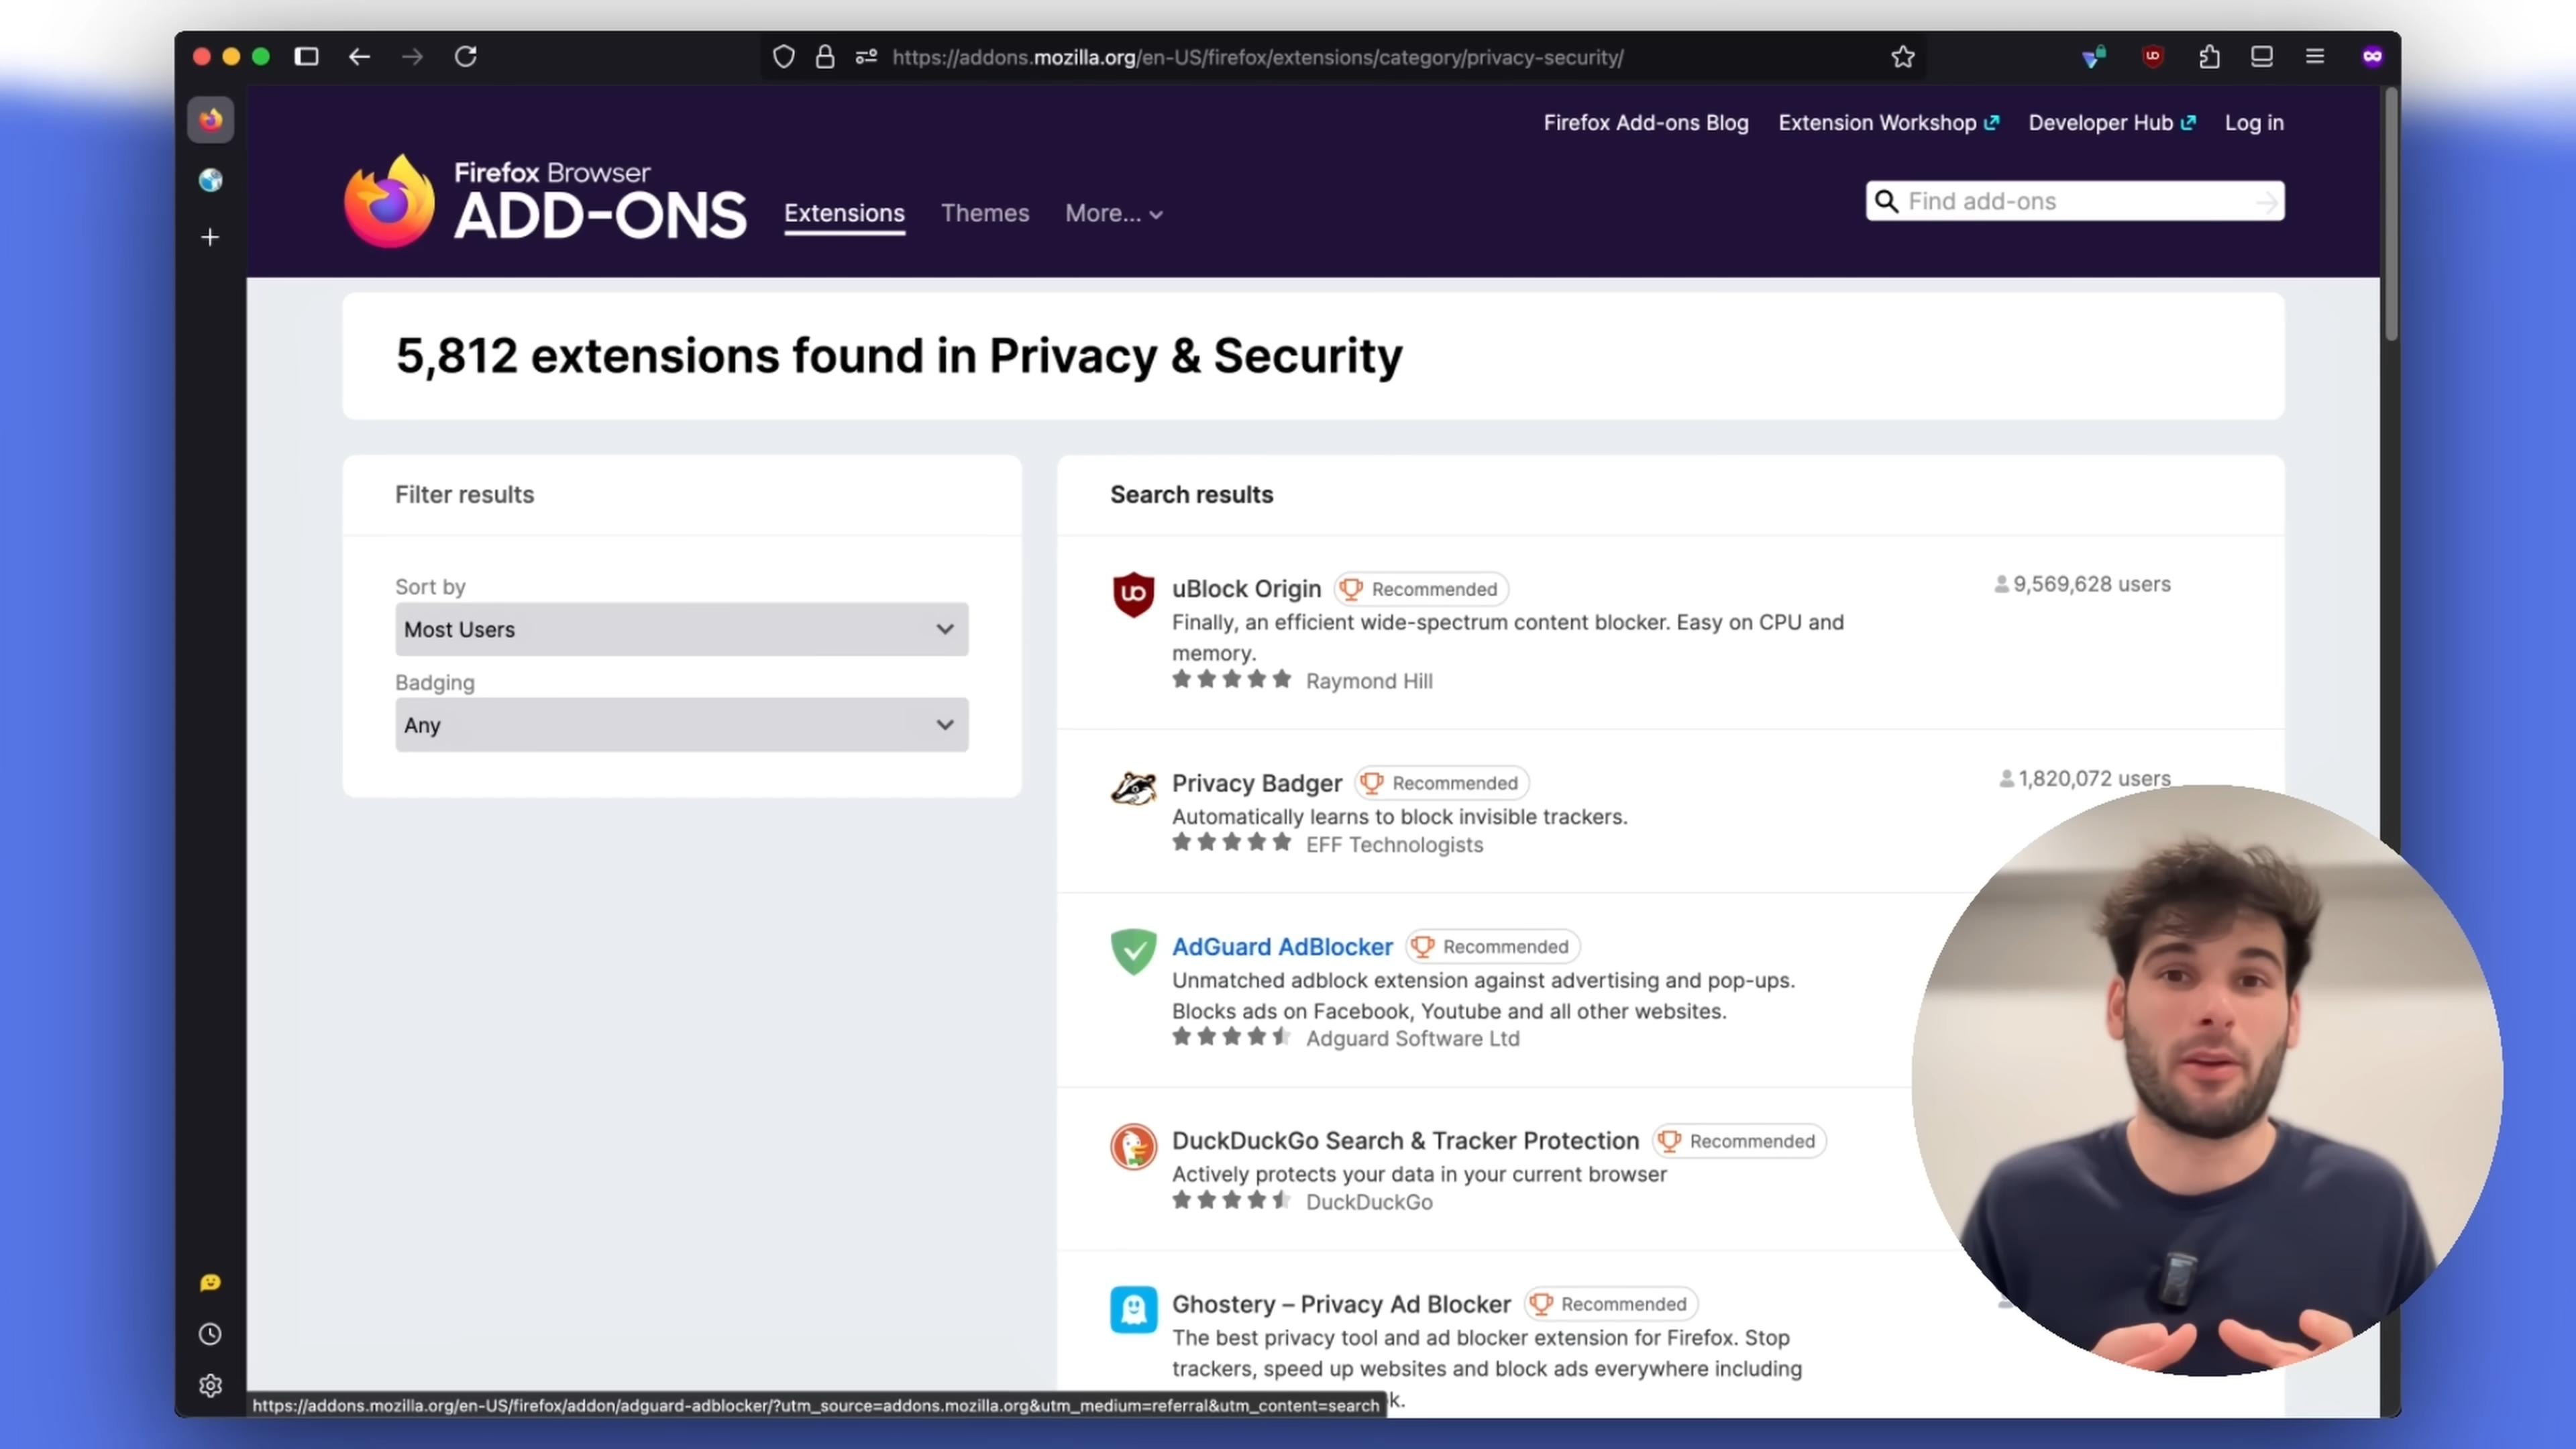 https://addons.mozilla.org/en-US/firefox/extensions/category/privacy-security/
Firefox Add-ons Blog
Extension Workshop
Developer Hub
Log in
Firefox Browser
ADD-ONS
Extensions
Themes
More...
Find add-ons
5,812 extensions found in Privacy & Security
Filter results
Sort by
Most Users
Badging
Any
Search results
uBlock Origin
Recommended
9,569,628 users
Finally, an efficient wide-spectrum content blocker. Easy on CPU and
memory.
Raymond Hill
Privacy Badger
Recommended
1,820,072 users
Automatically learns to block invisible trackers.
EFF Technologists
AdGuard AdBlocker
Recommended
Unmatched adblock extension against advertising and pop-ups.
Blocks ads on Facebook, Youtube and all other websites.
Adguard Software Ltd
DuckDuckGo Search & Tracker Protection
Recommended
Actively protects your data in your current browser
DuckDuckGo
Ghostery – Privacy Ad Blocker
Recommended
The best privacy tool and ad blocker extension for Firefox. Stop
trackers, speed up websites and block ads everywhere including
k.
https://addons.mozilla.org/en-US/firefox/addon/adguard-adblocker/?utm_source=addons.mozilla.org&utm_medium=referral&utm_content=search